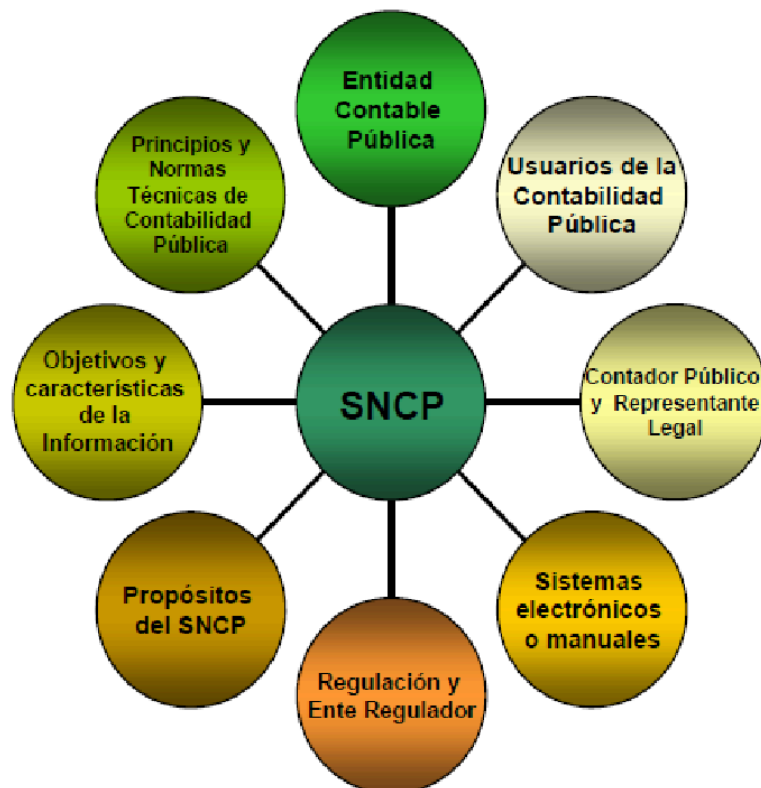 Entidad
Contable
Pública
Usuarios de la
Contabilidad
Pública
Contador Público
y Representante
Legal
Sistemas
electrónicos
o manuales
Regulación y
Ente Regulador
Propósitos
del SNCP
Objetivos y
características
de la
Información
Principios y
Normas
Técnicas de
Contabilidad
Pública
SNCP